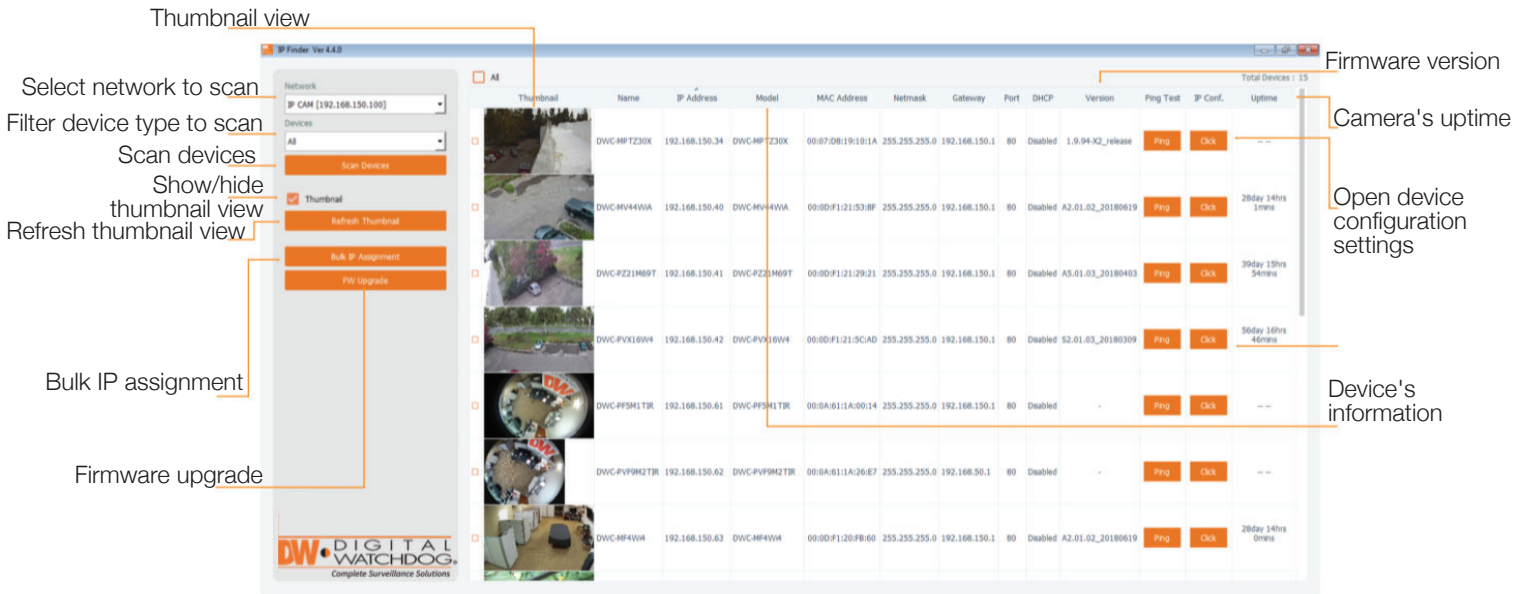 Thumbnail view
IP Finder Ver 4.4.0
Select network to scan
Filter device type to scan
Scan devices
Show/hide
thumbnail view
Refresh thumbnail view
Bulk IP assignment
Firmware upgrade
Network
IP CAM [192.168.150.100]
Devices
All
Scan Devices
Thumbnail
Refresh Thumbnail
Bulk IP Assignment
FW Upgrade
DW DIGITAL
WATCHDOG®
Complete Surveillance Solutions
All
Total Devices : 15
Thumbnail Name IP Address Model MAC Address Netmask Gateway Port DHCP Version Ping Test IP Conf. Uptime
DWC-MPTZ30X 192.168.150.34 DWC-MPTZ30X 00:07:DB:19:10:1A 255.255.255.0 192.168.150.1 80 Disabled 1.9.94-X2_release Ping Click -- --
DWC-MV44WiA 192.168.150.40 DWC-MV44WiA 00:0D:F1:21:53:BF 255.255.255.0 192.168.150.1 80 Disabled A2.01.02_20180619 Ping Click 28day 14hrs
1mins
DWC-PZ21M69T 192.168.150.41 DWC-PZ21M69T 00:0D:F1:21:29:21 255.255.255.0 192.168.150.1 80 Disabled A5.01.03_20180403 Ping Click 39day 15hrs
54mins
DWC-PVX16W4 192.168.150.42 DWC-PVX16W4 00:0D:F1:21:5C:AD 255.255.255.0 192.168.150.1 80 Disabled S2.01.03_20180309 Ping Click 56day 16hrs
46mins
DWC-PF5M1TIR 192.168.150.61 DWC-PF5M1TIR 00:0A:61:1A:00:14 255.255.255.0 192.168.150.1 80 Disabled - Ping Click -- --
DWC-PVF9M2TIR 192.168.150.62 DWC-PVF9M2TIR 00:0A:61:1A:26:E7 255.255.255.0 192.168.50.1 80 Disabled - Ping Click -- --
DWC-MF4Wi4 192.168.150.63 DWC-MF4Wi4 00:0D:F1:20:FB:60 255.255.255.0 192.168.150.1 80 Disabled A2.01.02_20180619 Ping Click 28day 14hrs
0mins
Firmware version
Camera's uptime
Open device
configuration
settings
Device's
information